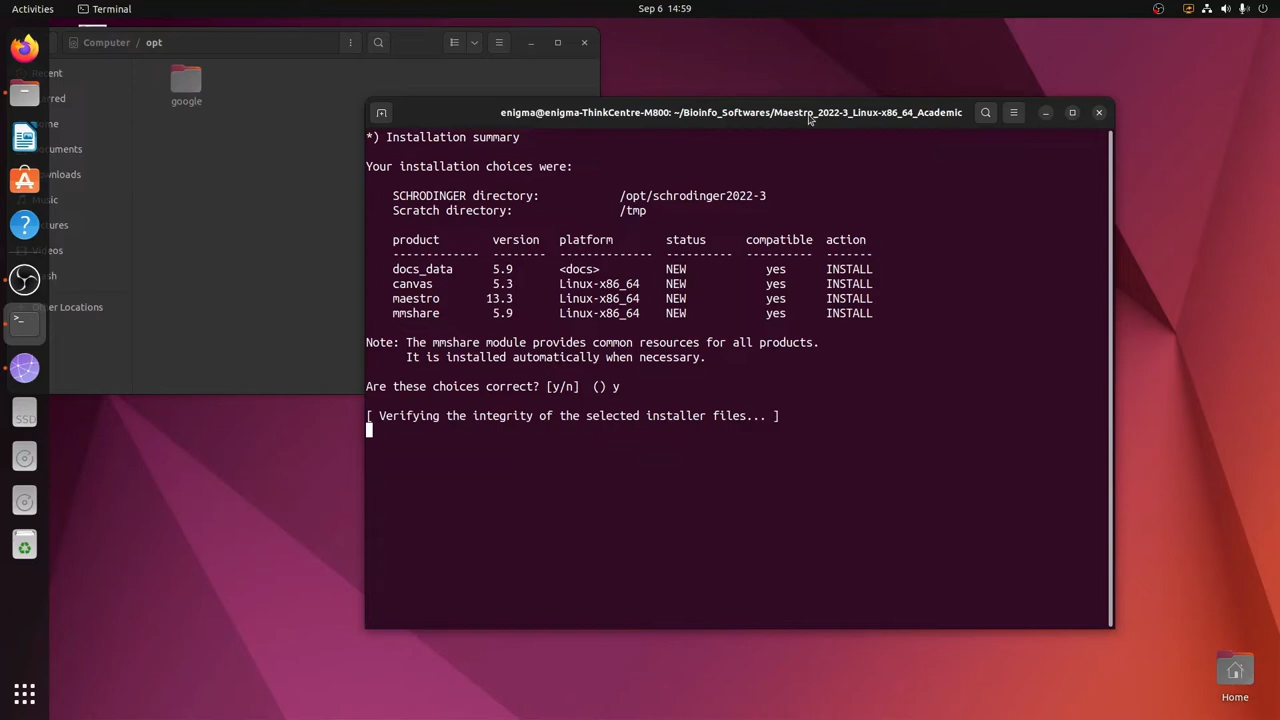 Activities
Terminal
Sep 6 14:59
Computer / opt
Recent
google
enigma@enigma-ThinkCentre-M800: ~/Bioinfo_Softwares/Maestro_2022-3_Linux-x86_64_Academic
*) Installation summary
Your installation choices were:
SCHRODINGER directory: /opt/schrodinger2022-3
Scratch directory: /tmp
product version platform status compatible action
------------- ------- -------------- ------ ---------- -------
docs_data 5.9 <docs> NEW yes INSTALL
canvas 5.3 Linux-x86_64 NEW yes INSTALL
maestro 13.3 Linux-x86_64 NEW yes INSTALL
mmshare 5.9 Linux-x86_64 NEW yes INSTALL
Note: The mmshare module provides common resources for all products.
It is installed automatically when necessary.
Are these choices correct? [y/n] () y
[ Verifying the integrity of the selected installer files... ]
Music
Videos
Other Locations
SSD
Home